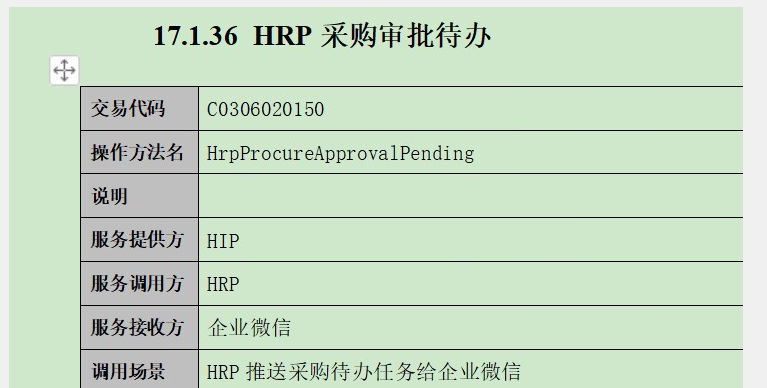 17.1.36 HRP 采购审批待办
交易代码 C0306020150
操作方法名 HrpProcureApprovalPending
说明
服务提供方 HIP
服务调用方 HRP
服务接收方 企业微信
调用场景 HRP 推送采购待办任务给企业微信